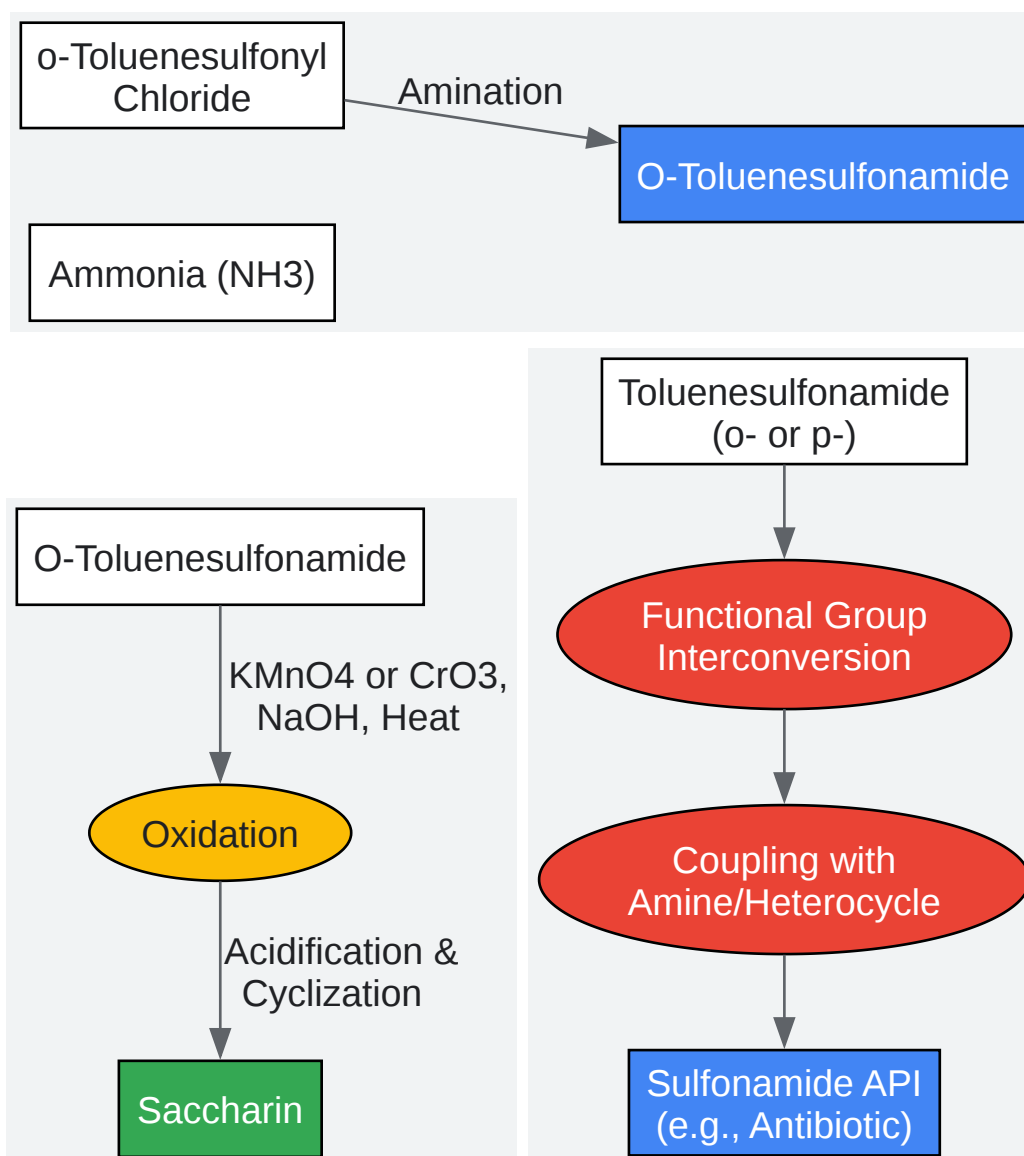 o-Toluenesulfonyl
Chloride
Amination
O-Toluenesulfonamide
Ammonia (NH3)
O-Toluenesulfonamide
KMnO4 or CrO3,
NaOH, Heat
Oxidation
Acidification &
Cyclization
Saccharin
Toluenesulfonamide
(o- or p-)
Functional Group
Interconversion
Coupling with
Amine/Heterocycle
Sulfonamide API
(e.g., Antibiotic)